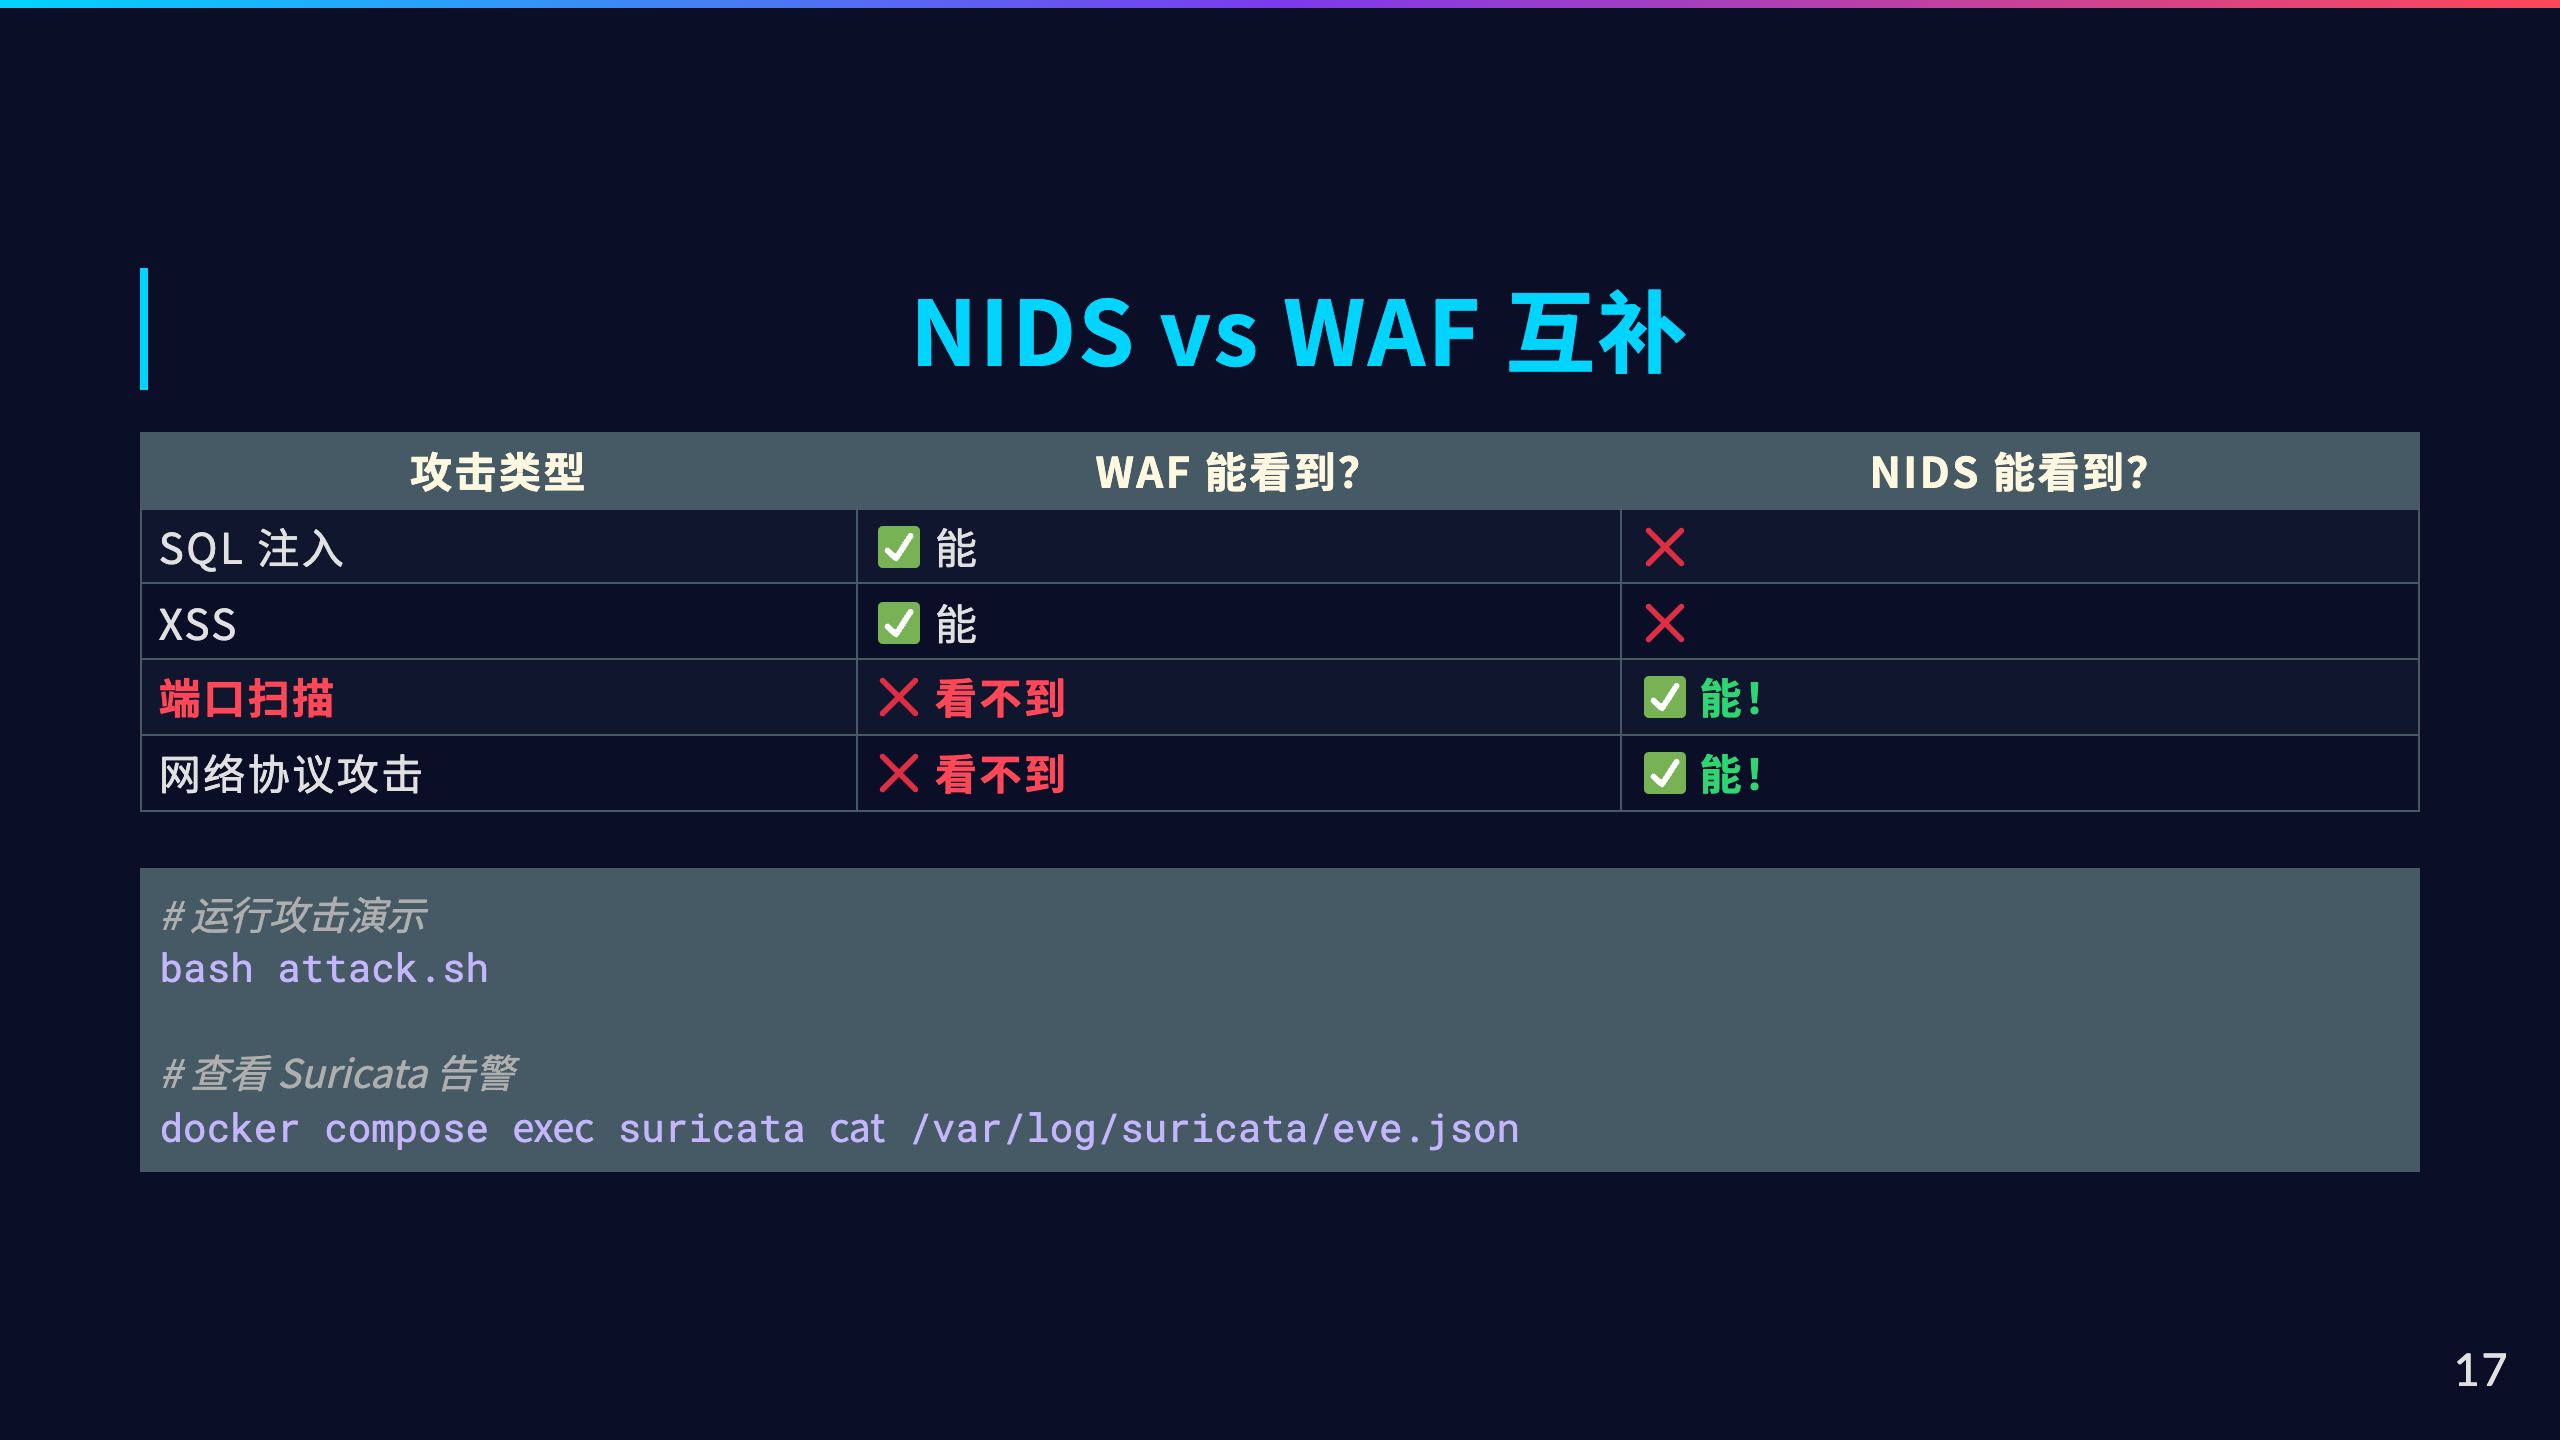 NIDS vs WAF 互补
攻击类型 WAF 能看到？ NIDS 能看到？
SQL 注入 ✅ 能 ❌
XSS ✅ 能 ❌
端口扫描 ❌ 看不到 ✅ 能！
网络协议攻击 ❌ 看不到 ✅ 能！
# 运行攻击演示
bash attack.sh
# 查看 Suricata 告警
docker compose exec suricata cat /var/log/suricata/eve.json
17